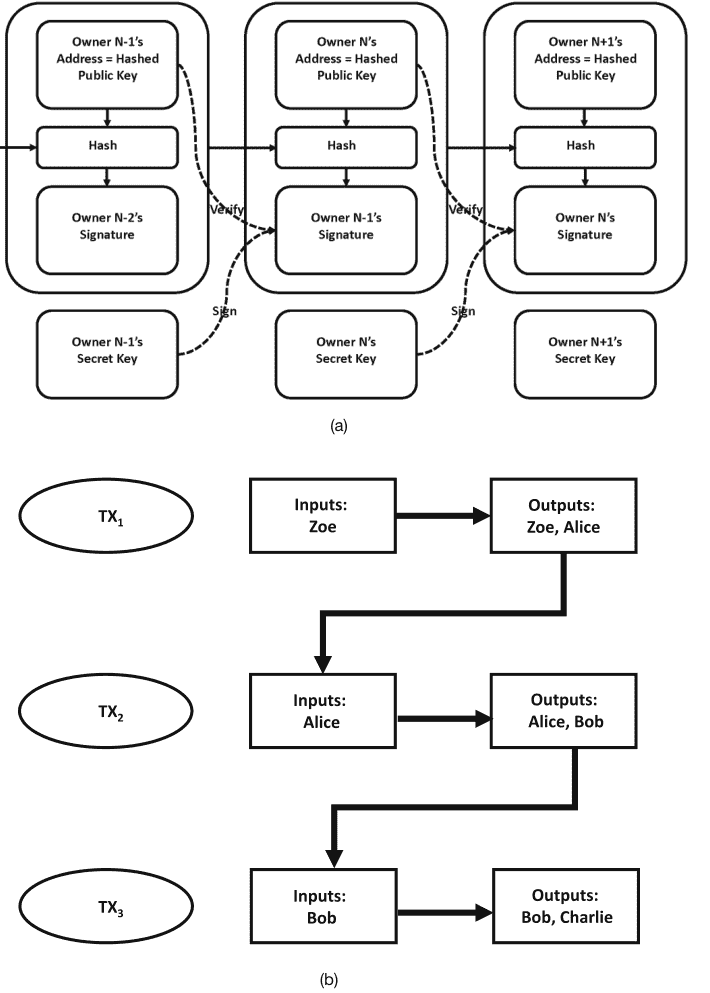 Owner N-1's
Address = Hashed
Public Key
Hash
Owner N-2's
Signature
Owner N's
Address = Hashed
Public Key
Hash
Owner N-1's
Signature
Owner N+1's
Address = Hashed
Public Key
Hash
Owner N's
Signature
Verify
Verify
Sign
Sign
Owner N-1's
Secret Key
Owner N's
Secret Key
Owner N+1's
Secret Key
(a)
TX1
Inputs:
Zoe
Outputs:
Zoe, Alice
TX2
Inputs:
Alice
Outputs:
Alice, Bob
TX3
Inputs:
Bob
Outputs:
Bob, Charlie
(b)